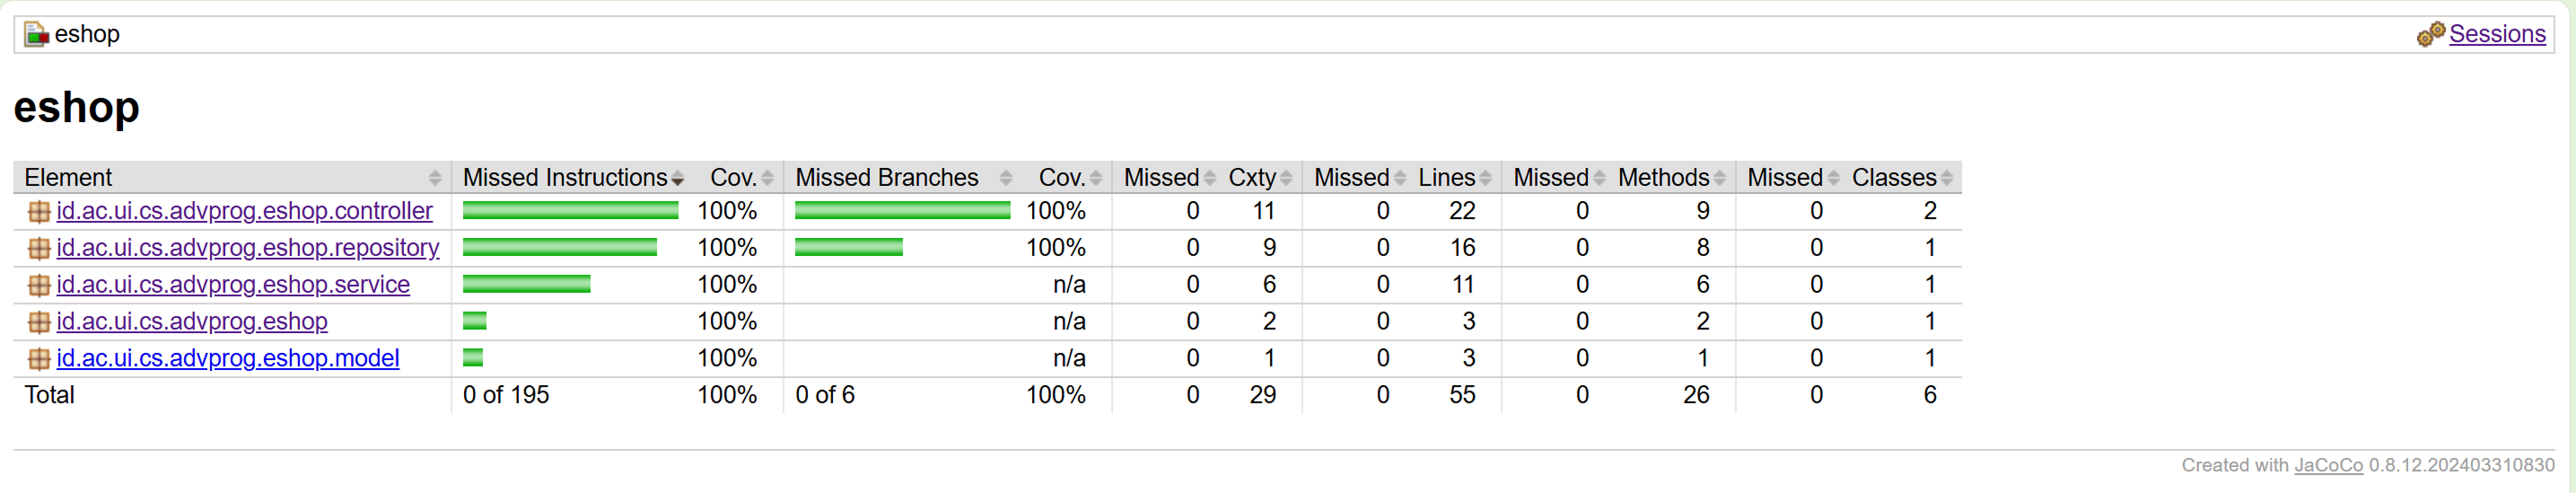 eshop Sessions
eshop
Element Missed Instructions Cov. Missed Branches Cov. Missed Cxty Missed Lines Missed Methods Missed Classes
id.ac.ui.cs.advprog.eshop.controller 100% 100% 0 11 0 22 0 9 0 2
id.ac.ui.cs.advprog.eshop.repository 100% 100% 0 9 0 16 0 8 0 1
id.ac.ui.cs.advprog.eshop.service 100% n/a 0 6 0 11 0 6 0 1
id.ac.ui.cs.advprog.eshop 100% n/a 0 2 0 3 0 2 0 1
id.ac.ui.cs.advprog.eshop.model 100% n/a 0 1 0 3 0 1 0 1
Total 0 of 195 100% 0 of 6 100% 0 29 0 55 0 26 0 6
Created with JaCoCo 0.8.12.202403310830